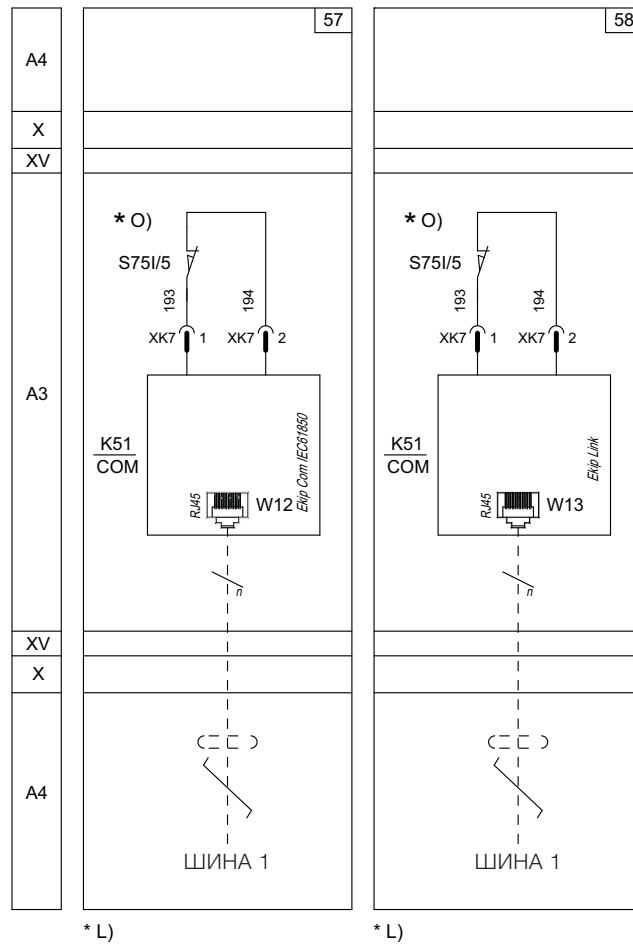 A4
X
XV
A3
XV
X
A4
57
* O)
S75I/5
193
194
XK7 1
XK7 2
K51
COM
Ekip Com IEC61850
RJ45
W12
n
ШИНА 1
* L)
58
* O)
S75I/5
193
194
XK7 1
XK7 2
K51
COM
Ekip Link
RJ45
W13
n
ШИНА 1
* L)